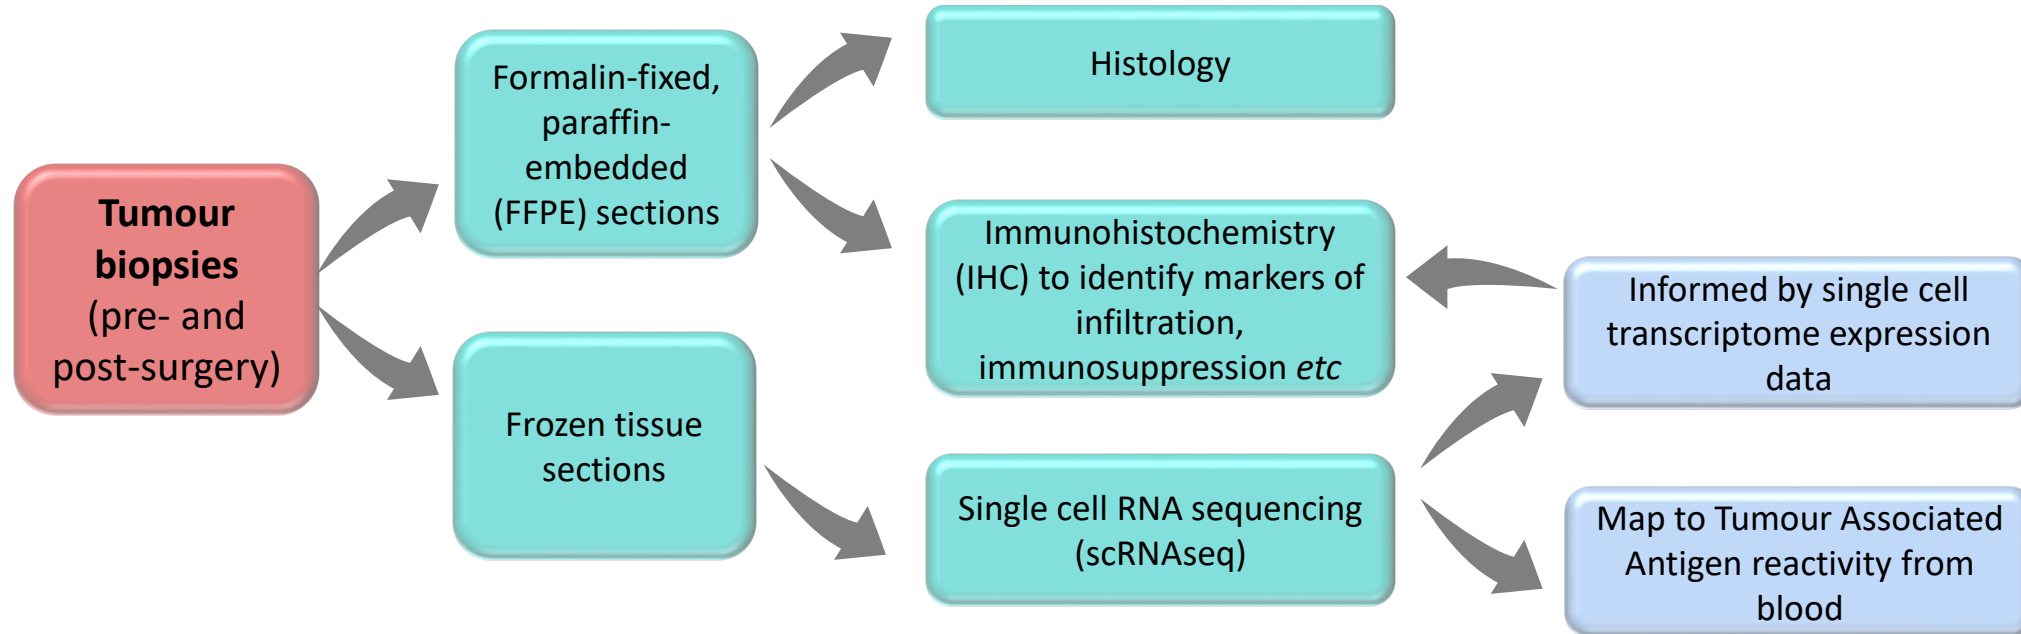 Tumour
biopsies
(pre- and
post-surgery)
Formalin-fixed,
paraffin-
embedded
(FFPE) sections
Frozen tissue
sections
Histology
Immunohistochemistry
(IHC) to identify markers of
infiltration,
immunosuppression etc
Single cell RNA sequencing
(scRNAseq)
Informed by single cell
transcriptome expression
data
Map to Tumour Associated
Antigen reactivity from
blood